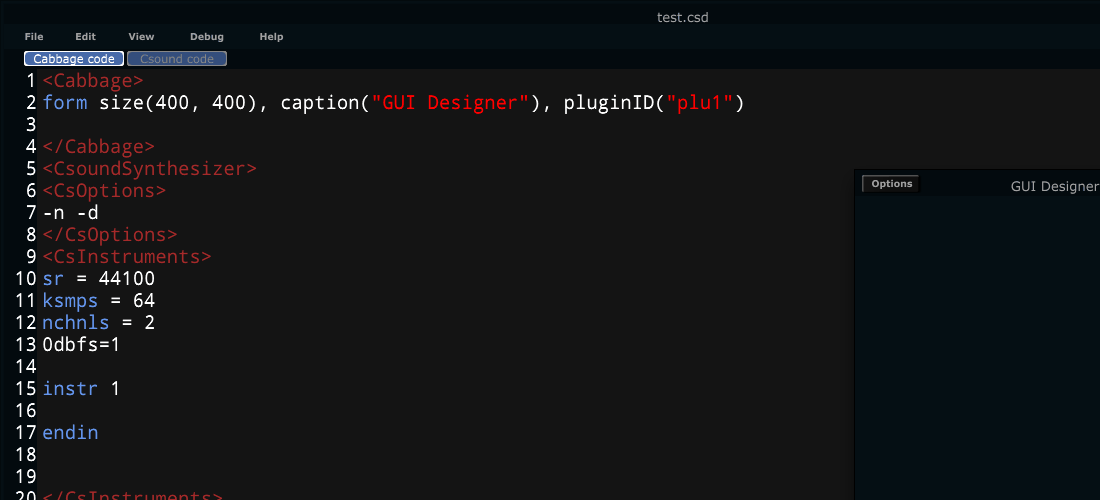 test.csd
File Edit View Debug Help
Cabbage code Csound code
1 <Cabbage>
2 form size(400, 400), caption("GUI Designer"), pluginID("plu1")
3
4 </Cabbage>
5 <CsoundSynthesizer>
6 <CsOptions>
7 -n -d
8 </CsOptions>
9 <CsInstruments>
10 sr = 44100
11 ksmps = 64
12 nchnls = 2
13 0dbfs=1
14
15 instr 1
16
17 endin
18
19
20 </CsInstruments>
Options GUI Designer